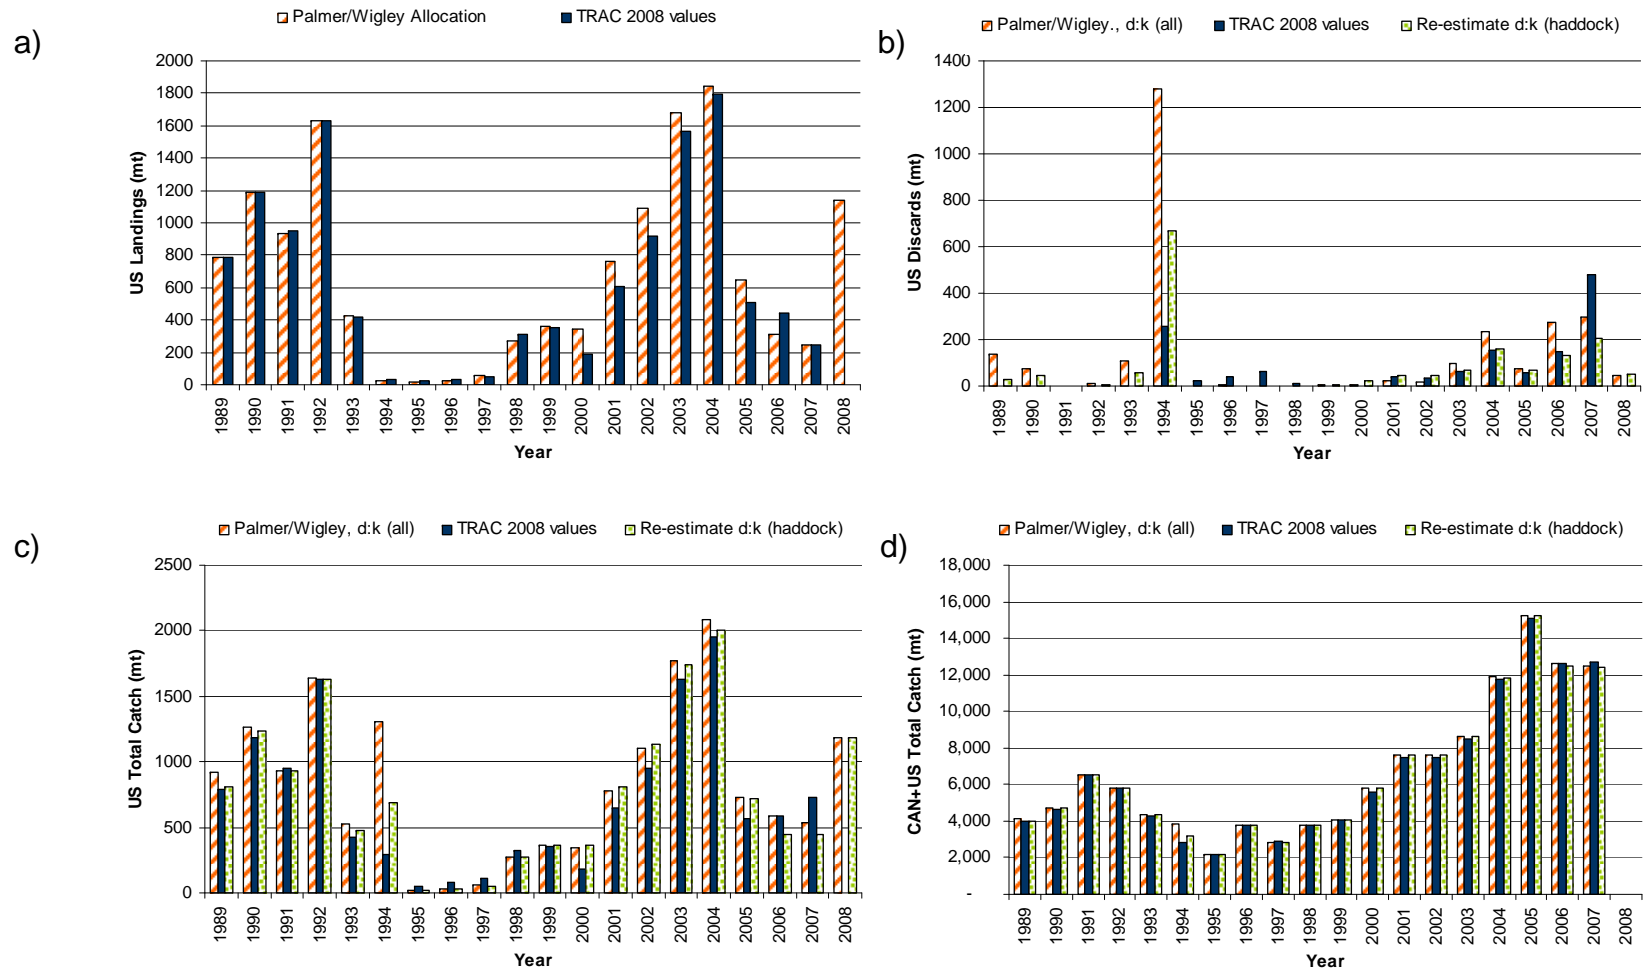 a)
Palmer/Wigley Allocation TRAC 2008 values
2000
1800
1600
1400
1200
1000
800
600
400
200
0
US Landings (mt)
1989 1990 1991 1992 1993 1994 1995 1996 1997 1998 1999 2000 2001 2002 2003 2004 2005 2006 2007 2008
Year
b)
Palmer/Wigley., d:k (all) TRAC 2008 values Re-estimate d:k (haddock)
1400
1200
1000
800
600
400
200
0
US Discards (mt)
1989 1990 1991 1992 1993 1994 1995 1996 1997 1998 1999 2000 2001 2002 2003 2004 2005 2006 2007 2008
Year
c)
Palmer/Wigley, d:k (all) TRAC 2008 values Re-estimate d:k (haddock)
2500
2000
1500
1000
500
0
US Total Catch (mt)
1989 1990 1991 1992 1993 1994 1995 1996 1997 1998 1999 2000 2001 2002 2003 2004 2005 2006 2007 2008
Year
d)
Palmer/Wigley, d:k (all) TRAC 2008 values Re-estimate d:k (haddock)
18,000
16,000
14,000
12,000
10,000
8,000
6,000
4,000
2,000
-
CAN+US Total Catch (mt)
1989 1990 1991 1992 1993 1994 1995 1996 1997 1998 1999 2000 2001 2002 2003 2004 2005 2006 2007 2008
Year